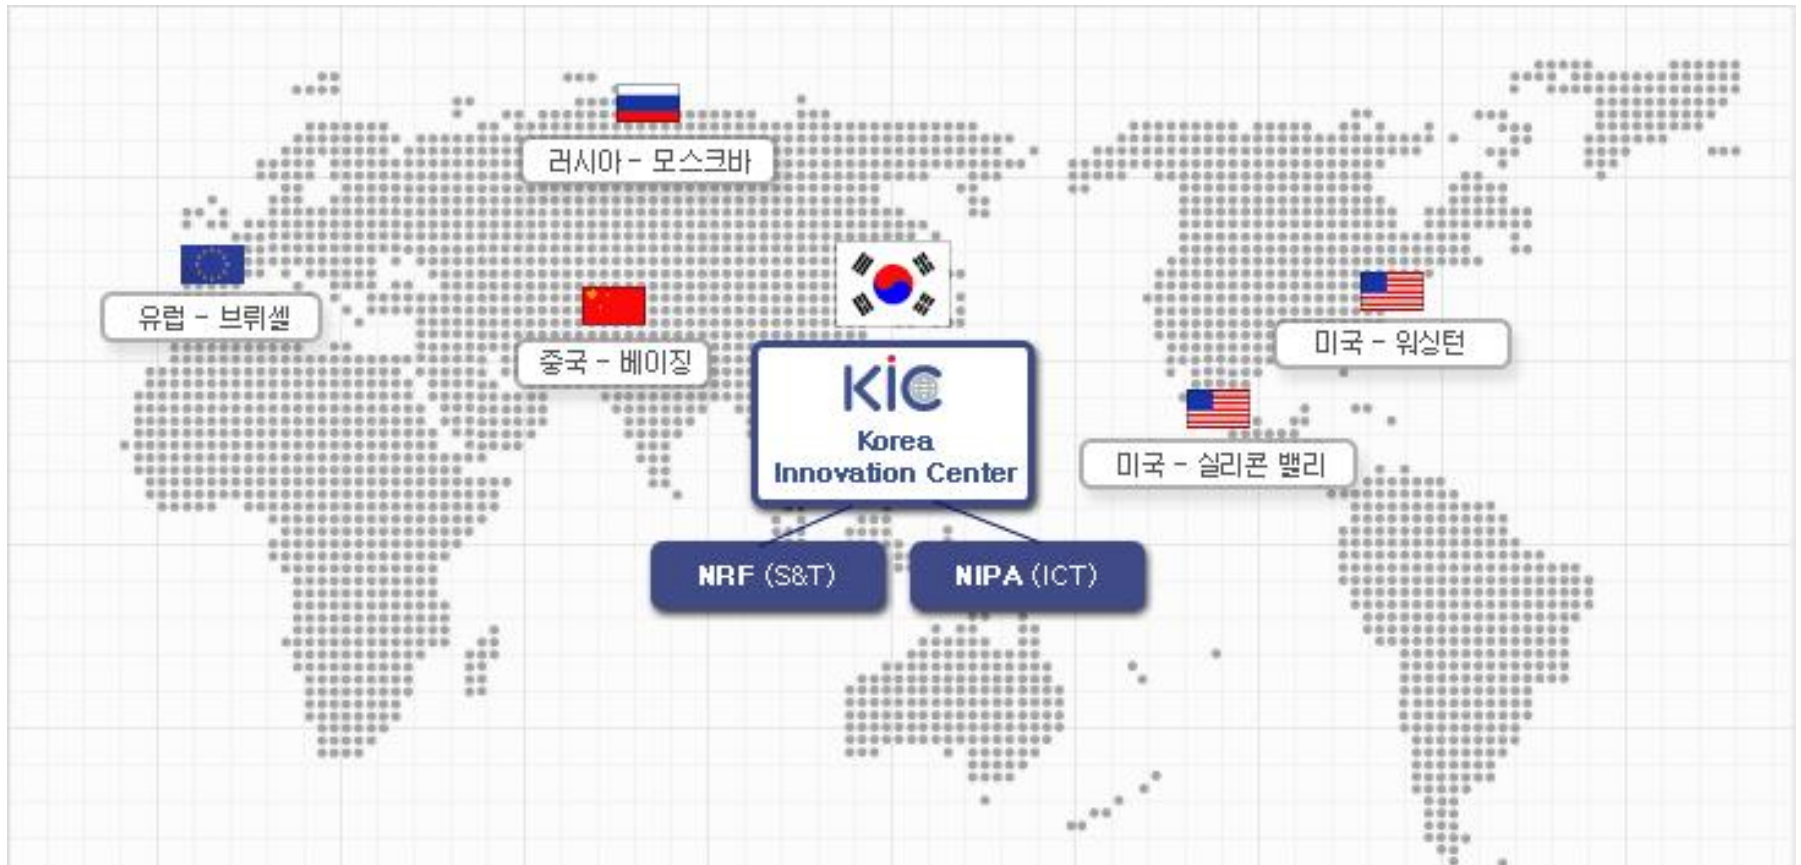 러시아 - 모스크바
유럽 - 브뤼셀
중국 - 베이징
미국 - 워싱턴
미국 - 실리콘 밸리
KIC
Korea
Innovation Center
NRF (S&T)
NIPA (ICT)